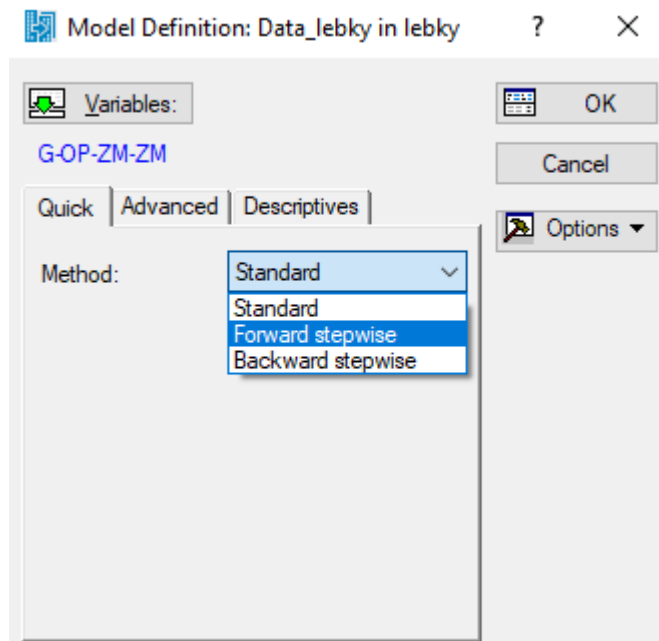 Model Definition: Data_lebky in lebky ? ×
Variables: OK
G-OP-ZM-ZM
Cancel
Quick Advanced Descriptives
Options
Method: Standard
Standard
Forward stepwise
Backward stepwise